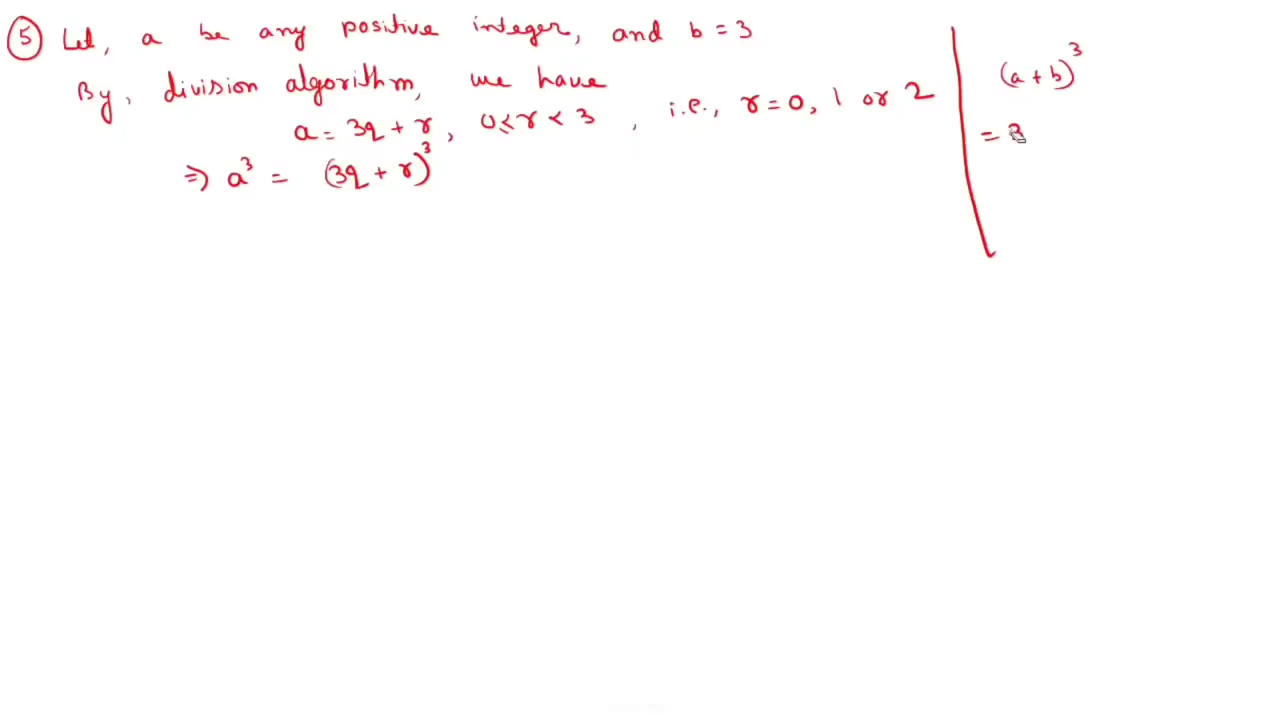 ⑤ Let, a be any positive integer, and b = 3
By, division algorithm, we have
a = 3q + r, 0 ≤ r < 3, i.e., r = 0, 1 or 2
⇒ a³ = (3q + r)³
(a + b)³
=